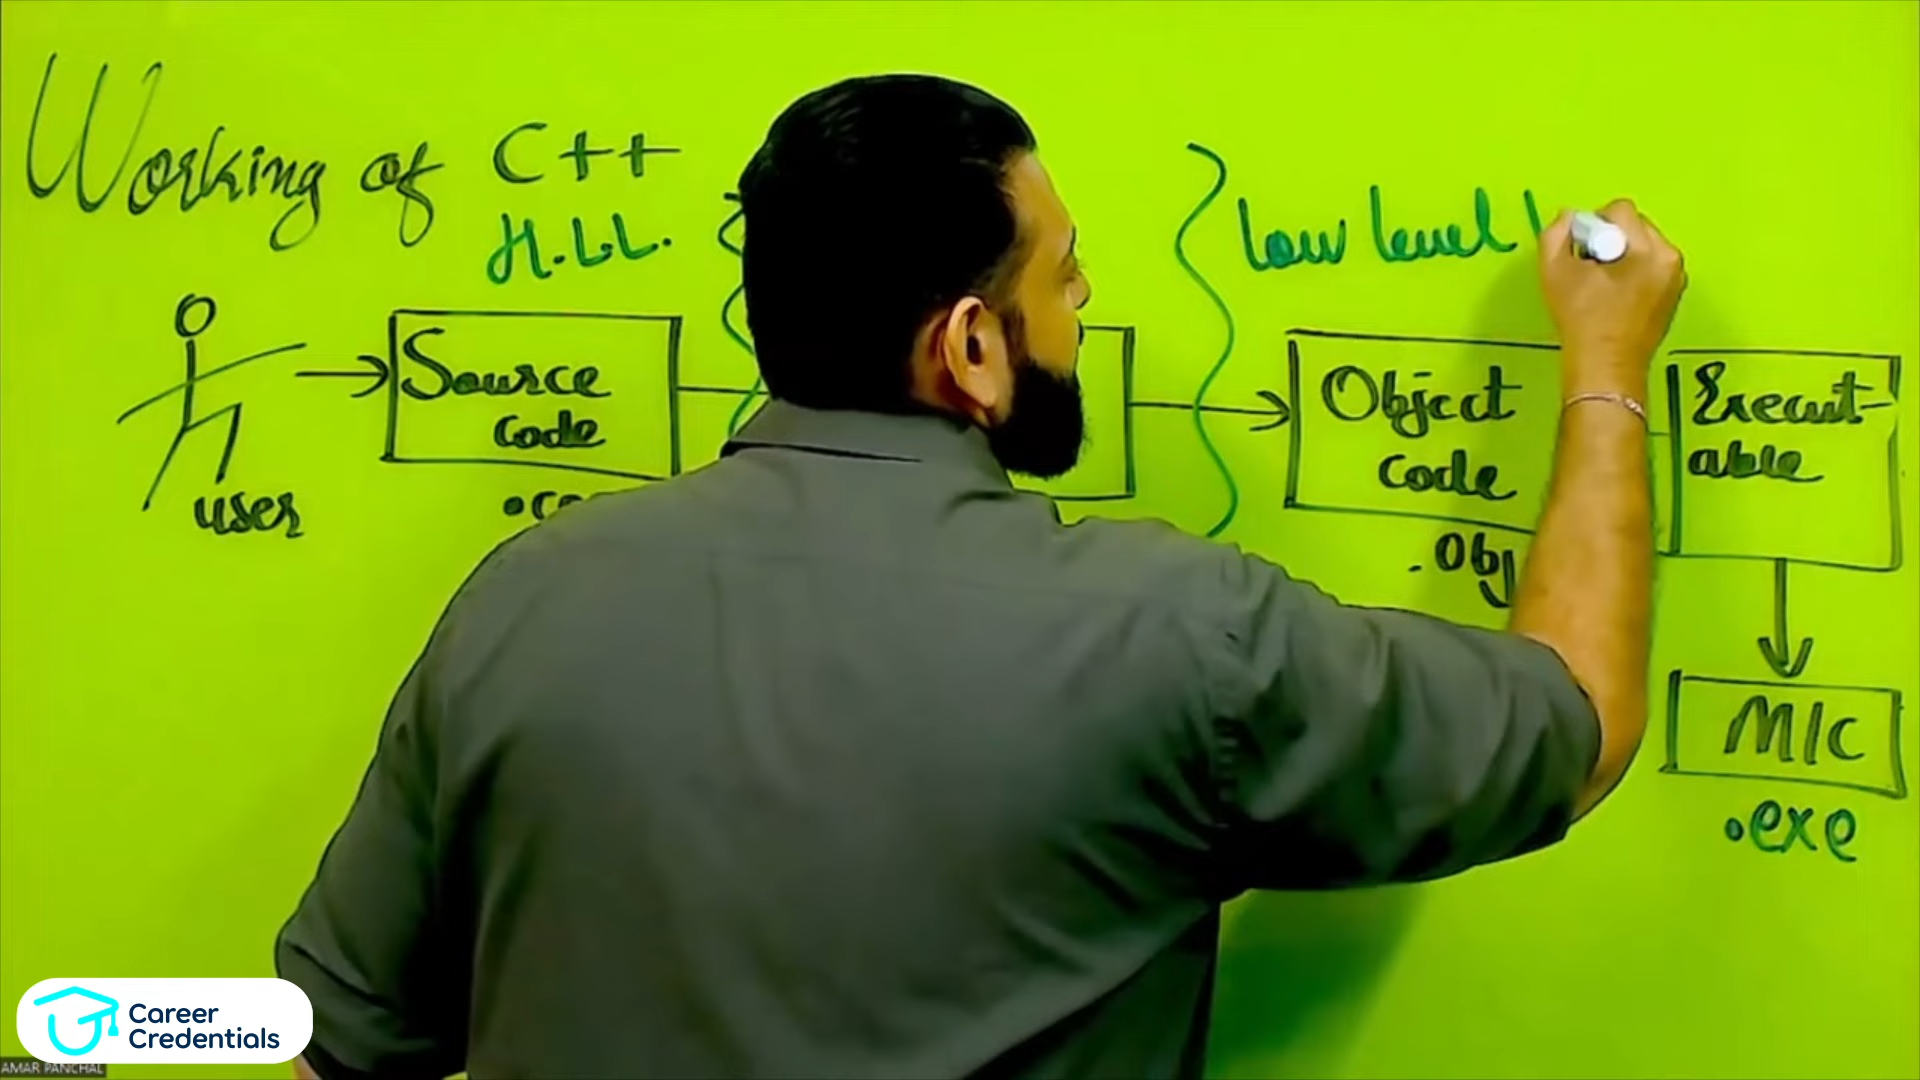 Working of C++
H.L.L.
Low level
Source
code
Object
code
Execut-
able
user
.obj
M/C
.exe
Career
Credentials
AMAR PANCHAL